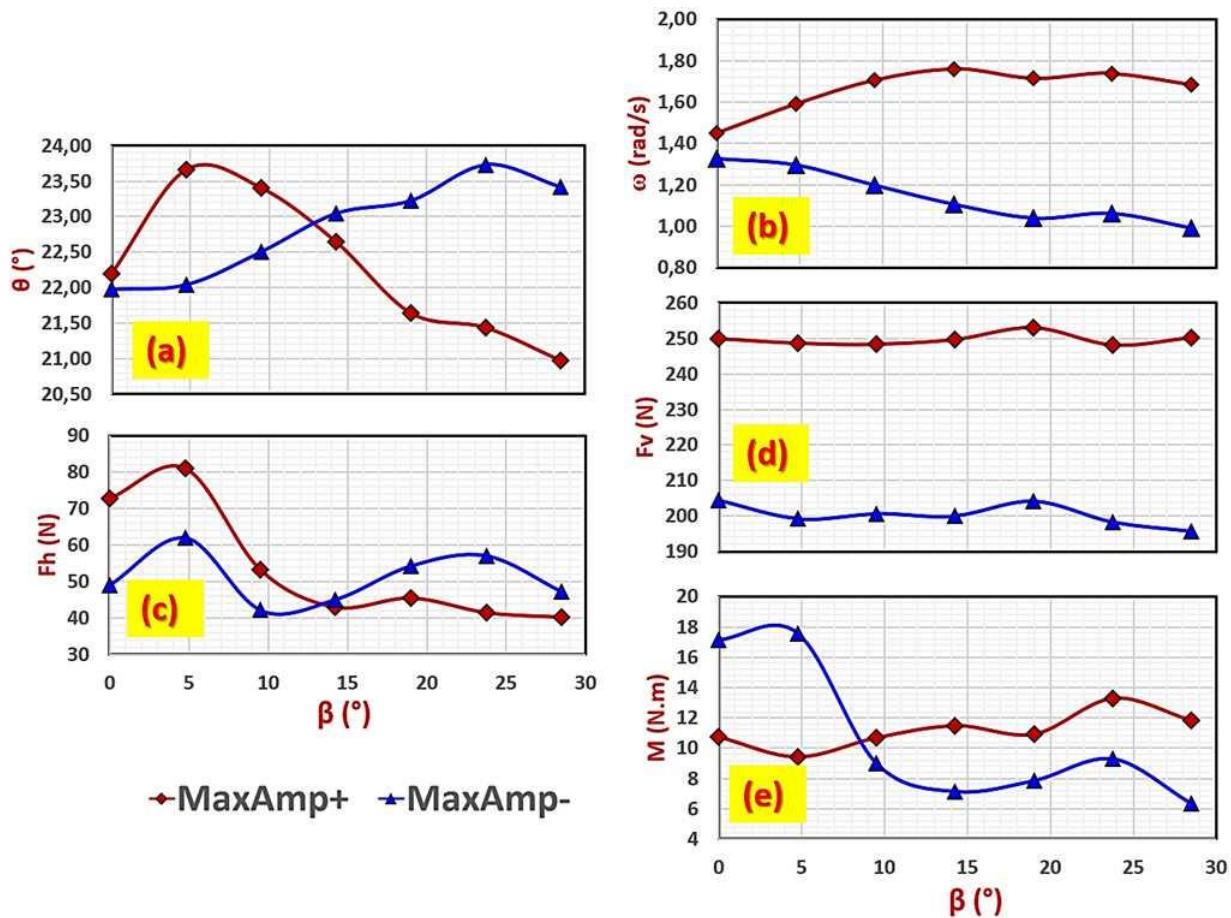 24,00
23,50
23,00
22,50
22,00
21,50
21,00
20,50
θ (°)
(a)
90
80
70
60
50
40
30
Fh (N)
(c)
0 5 10 15 20 25 30
β (°)
MaxAmp+ MaxAmp-
2,00
1,80
1,60
1,40
1,20
1,00
0,80
ω (rad/s)
(b)
260
250
240
230
220
210
200
190
Fv (N)
(d)
20
18
16
14
12
10
8
6
4
M (N.m)
(e)
0 5 10 15 20 25 30
β (°)